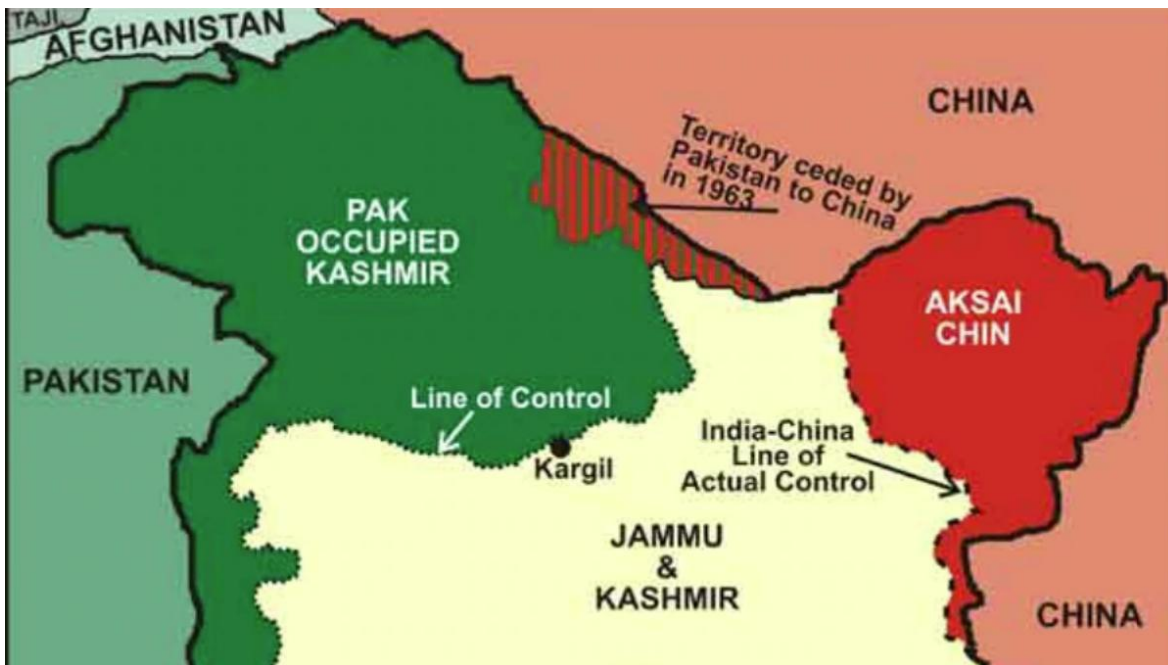 TAJI
AFGHANISTAN
CHINA
Territory ceded by
Pakistan to China
in 1963
PAK
OCCUPIED
KASHMIR
AKSAI
CHIN
PAKISTAN
Line of Control
India-China
Line of
Actual Control
Kargil
JAMMU
&
KASHMIR
CHINA